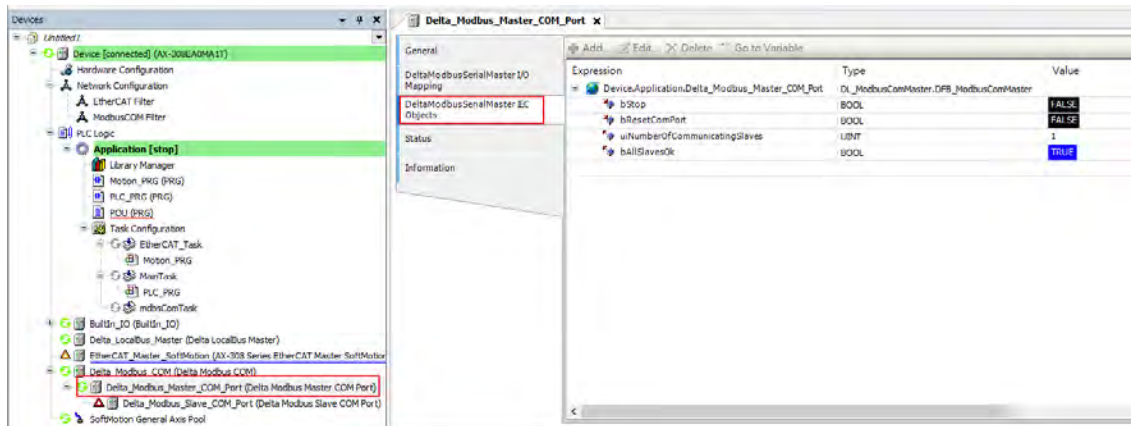 Devices
Untitled1
Device [connected] (AX-308EA0MA1T)
Hardware Configuration
Network Configuration
EtherCAT Filter
ModbusCOM Filter
PLC Logic
Application [stop]
Library Manager
Motion_PRG (PRG)
PLC_PRG (PRG)
POU (PRG)
Task Configuration
EtherCAT_Task
Motion_PRG
MainTask
PLC_PRG
mdbsComTask
BuiltIn_IO (BuiltIn_IO)
Delta_LocalBus_Master (Delta LocalBus Master)
EtherCAT_Master_SoftMotion (AX-308 Series EtherCAT Master SoftMotion
Delta_Modbus_COM (Delta Modbus COM)
Delta_Modbus_Master_COM_Port (Delta Modbus Master COM Port)
Delta_Modbus_Slave_COM_Port (Delta Modbus Slave COM Port)
SoftMotion General Axis Pool
Delta_Modbus_Master_COM_Port x
General
DeltaModbusSerialMaster I/O
Mapping
DeltaModbusSerialMaster IEC
Objects
Status
Information
Add... Edit... Delete Go to Variable
Expression Type Value
Device.Application.Delta_Modbus_Master_COM_Port DL_ModbusComMaster.DFB_ModbusComMaster
bStop BOOL FALSE
bResetComPort BOOL FALSE
uiNumberOfCommunicatingSlaves UINT 1
bAllSlavesOk BOOL TRUE